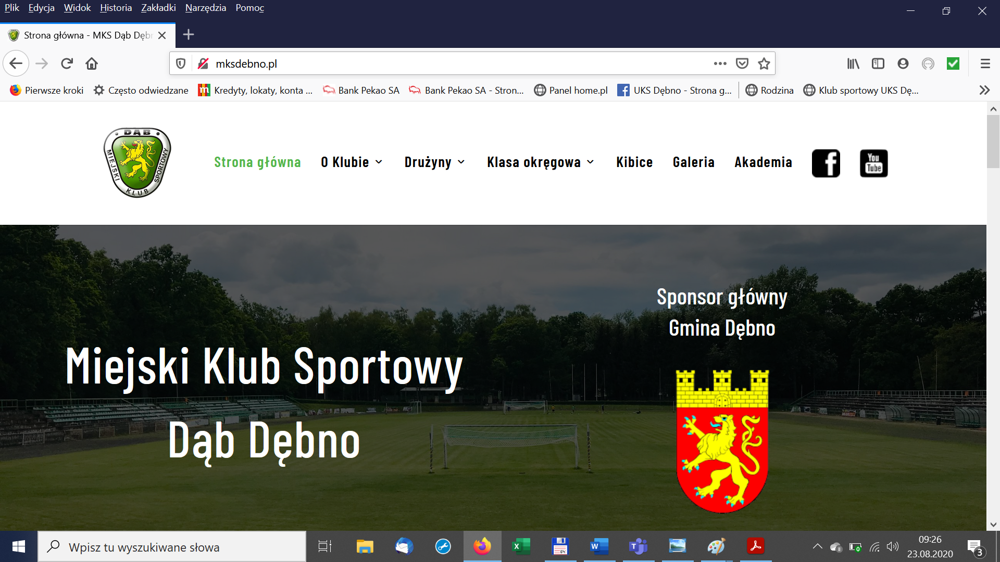 Plik Edycja Widok Historia Zakładki Narzędzia Pomoc
Strona główna - MKS Dąb Dębn
mksdebno.pl
Pierwsze kroki Często odwiedzane Kredyty, lokaty, konta ... Bank Pekao SA Bank Pekao SA - Stron... Panel home.pl UKS Dębno - Strona g... Rodzina Klub sportowy UKS Dę...
DĄB
MIEJSKI KLUB SPORTOWY
Strona główna O Klubie Drużyny Klasa okręgowa Kibice Galeria Akademia
You
Tube
Sponsor główny
Gmina Dębno
Miejski Klub Sportowy
Dąb Dębno
Wpisz tu wyszukiwane słowa
09:26
23.08.2020
3